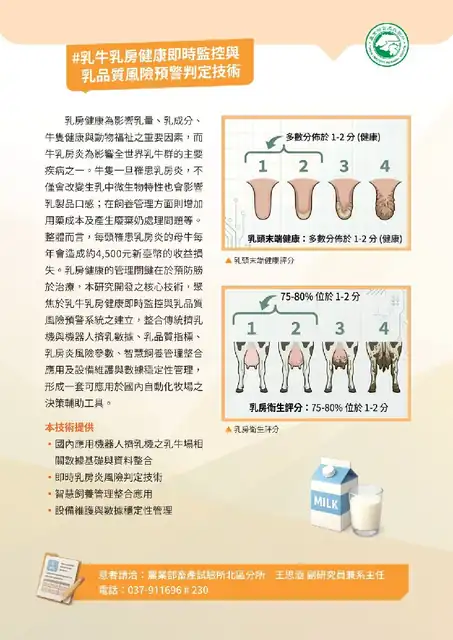 #乳牛乳房健康即時監控與
乳品質風險預警判定技術
乳房健康為影響乳量、乳成分、
牛隻健康與動物福祉之重要因素，而
牛乳房炎為影響全世界乳牛群的主要
疾病之一。牛隻一旦罹患乳房炎，不
僅會改變生乳中微生物特性也會影響
乳製品口感；在飼養管理方面則增加
用藥成本及產生廢棄奶處理問題等。
整體而言，每頭罹患乳房炎的母牛每
年會造成約4,500元新臺幣的收益損
失。乳房健康的管理關鍵在於預防勝
於治療，本研究開發之核心技術，聚
焦於乳牛乳房健康即時監控與乳品質
風險預警系統之建立，整合傳統擠乳
機與機器人擠乳數據、乳品質指標、
乳房炎風險參數、智慧飼養管理整合
應用及設備維護與數據穩定性管理，
形成一套可應用於國內自動化牧場之
決策輔助工具。
本技術提供
•國內應用機器人擠乳機之乳牛場相
關數據基礎與資料整合
•即時乳房炎風險判定技術
•智慧飼養管理整合應用
•設備維護與數據穩定性管理
多數分佈於 1-2 分 (健康)
1 2 3 4
乳頭末端健康：多數分佈於 1-2 分 (健康)
▲乳頭末端健康評分
75-80% 位於 1-2 分
1 2 3 4
乳房衛生評分：75-80% 位於 1-2 分
▲乳房衛生評分
MILK
意者請洽：農業部畜產試驗所北區分所 王思涵 副研究員兼系主任
電話：037-911696 # 230